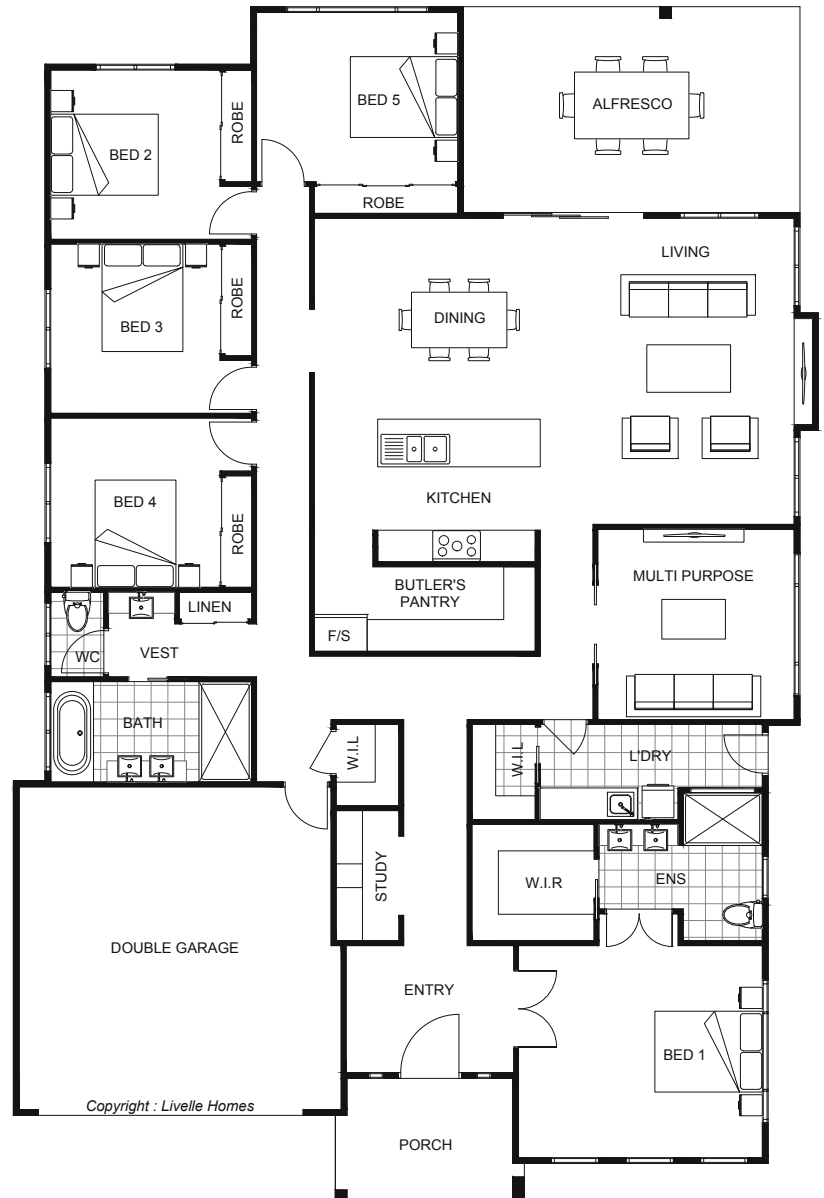 BED 5
ALFRESCO
BED 2
ROBE
ROBE
LIVING
BED 3
ROBE
DINING
BED 4
ROBE
KITCHEN
LINEN
BUTLER'S
PANTRY
MULTI PURPOSE
F/S
WC
VEST
BATH
W.I.L
W.I.L
L'DRY
STUDY
W.I.R
ENS
DOUBLE GARAGE
ENTRY
BED 1
Copyright : Livelle Homes
PORCH